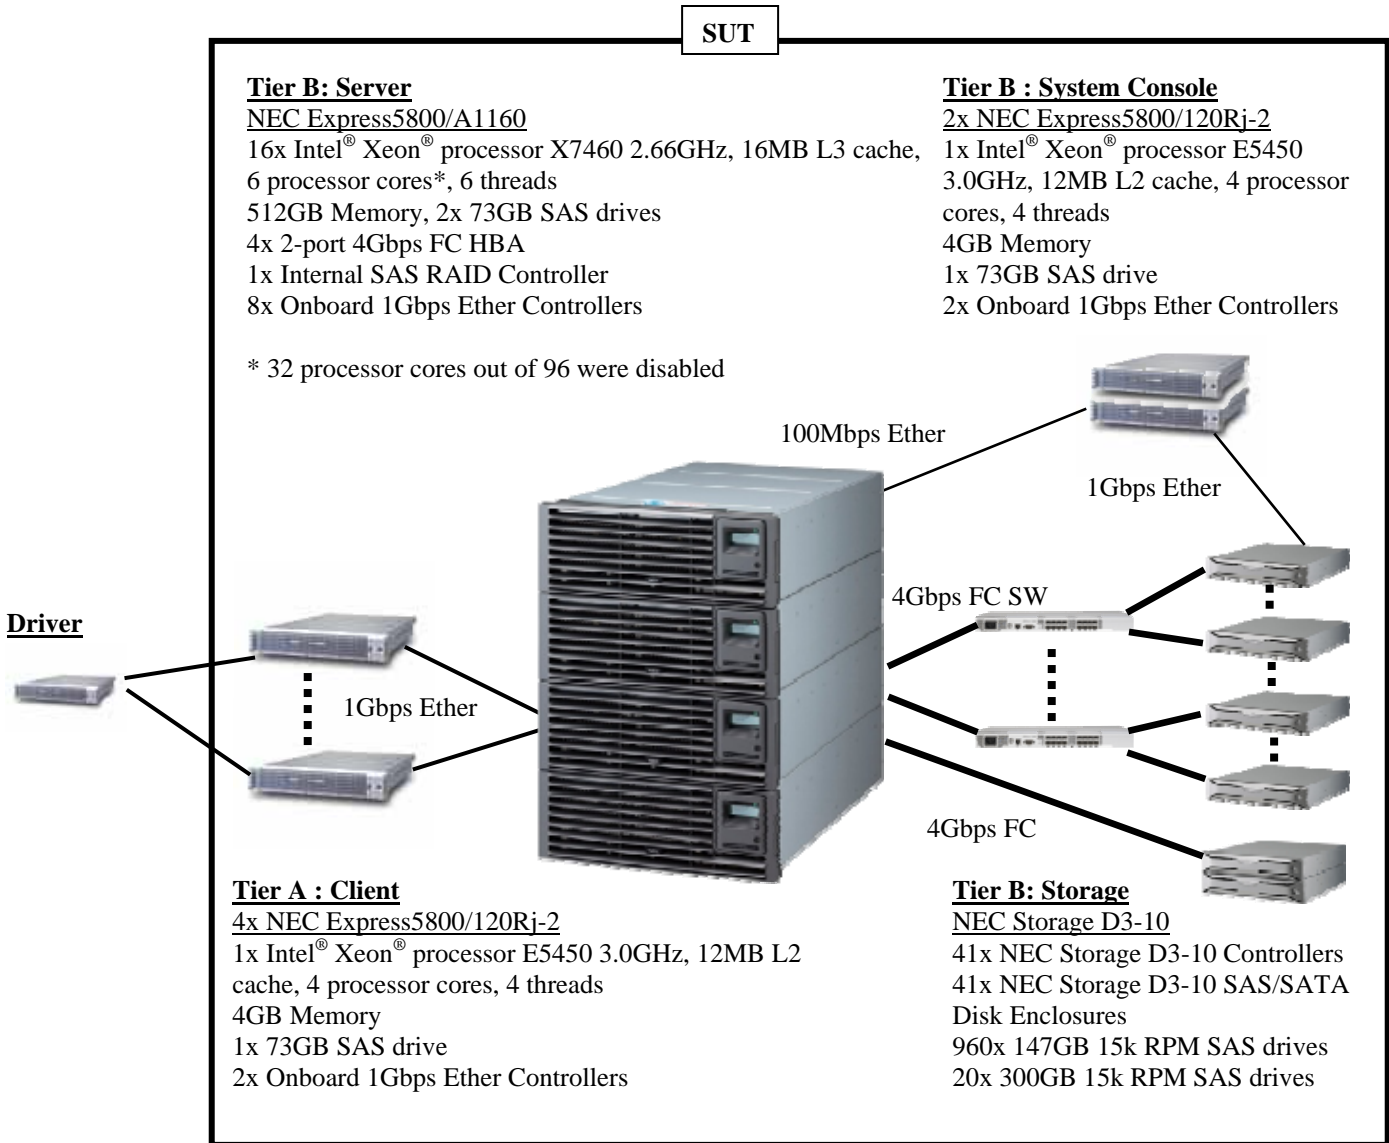 SUT
Tier B: Server
NEC Express5800/A1160
16x Intel® Xeon® processor X7460 2.66GHz, 16MB L3 cache,
6 processor cores*, 6 threads
512GB Memory, 2x 73GB SAS drives
4x 2-port 4Gbps FC HBA
1x Internal SAS RAID Controller
8x Onboard 1Gbps Ether Controllers
* 32 processor cores out of 96 were disabled
Tier B : System Console
2x NEC Express5800/120Rj-2
1x Intel® Xeon® processor E5450
3.0GHz, 12MB L2 cache, 4 processor
cores, 4 threads
4GB Memory
1x 73GB SAS drive
2x Onboard 1Gbps Ether Controllers
100Mbps Ether
1Gbps Ether
4Gbps FC SW
Driver
1Gbps Ether
4Gbps FC
Tier A : Client
4x NEC Express5800/120Rj-2
1x Intel® Xeon® processor E5450 3.0GHz, 12MB L2
cache, 4 processor cores, 4 threads
4GB Memory
1x 73GB SAS drive
2x Onboard 1Gbps Ether Controllers
Tier B: Storage
NEC Storage D3-10
41x NEC Storage D3-10 Controllers
41x NEC Storage D3-10 SAS/SATA
Disk Enclosures
960x 147GB 15k RPM SAS drives
20x 300GB 15k RPM SAS drives